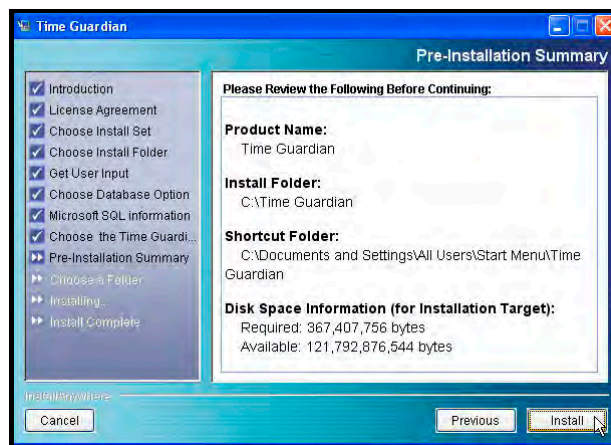 Time Guardian
Pre-Installation Summary
Introduction
License Agreement
Choose Install Set
Choose Install Folder
Get User Input
Choose Database Option
Microsoft SQL information
Choose the Time Guardi...
Pre-Installation Summary
Choose a Folder
Installing...
Install Complete
Please Review the Following Before Continuing:
Product Name:
Time Guardian
Install Folder:
C:\Time Guardian
Shortcut Folder:
C:\Documents and Settings\All Users\Start Menu\Time
Guardian
Disk Space Information (for Installation Target):
Required: 367,407,756 bytes
Available: 121,792,876,544 bytes
InstallAnywhere
Cancel
Previous
Install